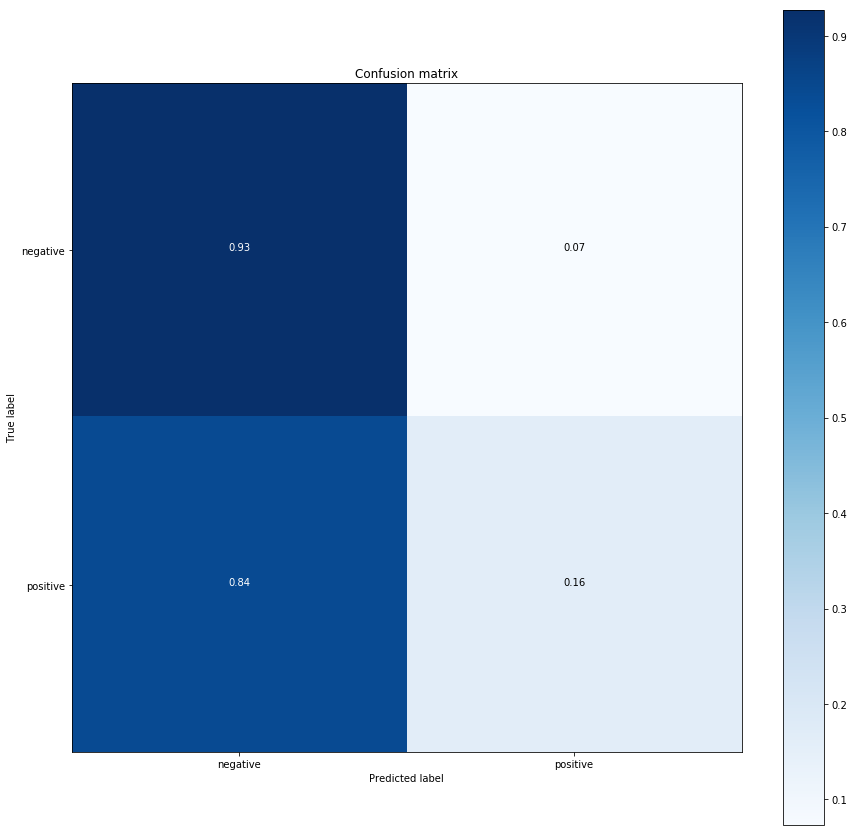 Confusion matrix
True label
negative
positive
0.93
0.07
0.84
0.16
negative
positive
Predicted label
0.9
0.8
0.7
0.6
0.5
0.4
0.3
0.2
0.1